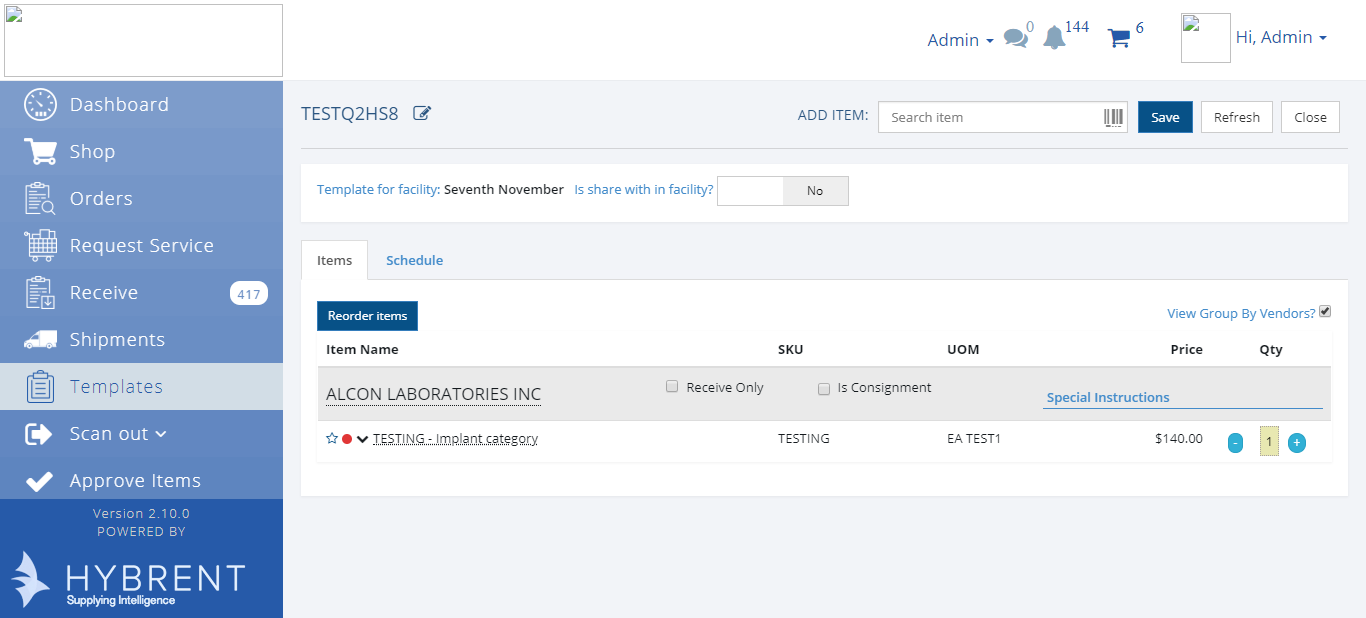 Admin 0 144 6 Hi, Admin
Dashboard
Shop
Orders
Request Service
Receive 417
Shipments
Templates
Scan out
Approve Items
Version 2.10.0
POWERED BY
HYBRENT
Supplying Intelligence
TESTQ2HS8 ADD ITEM: Search item Save Refresh Close
Template for facility: Seventh November Is share with in facility? No
Items Schedule
Reorder items View Group By Vendors?
Item Name SKU UOM Price Qty
ALCON LABORATORIES INC Receive Only Is Consignment Special Instructions
TESTING - Implant category TESTING EA TEST1 $140.00 - 1 +